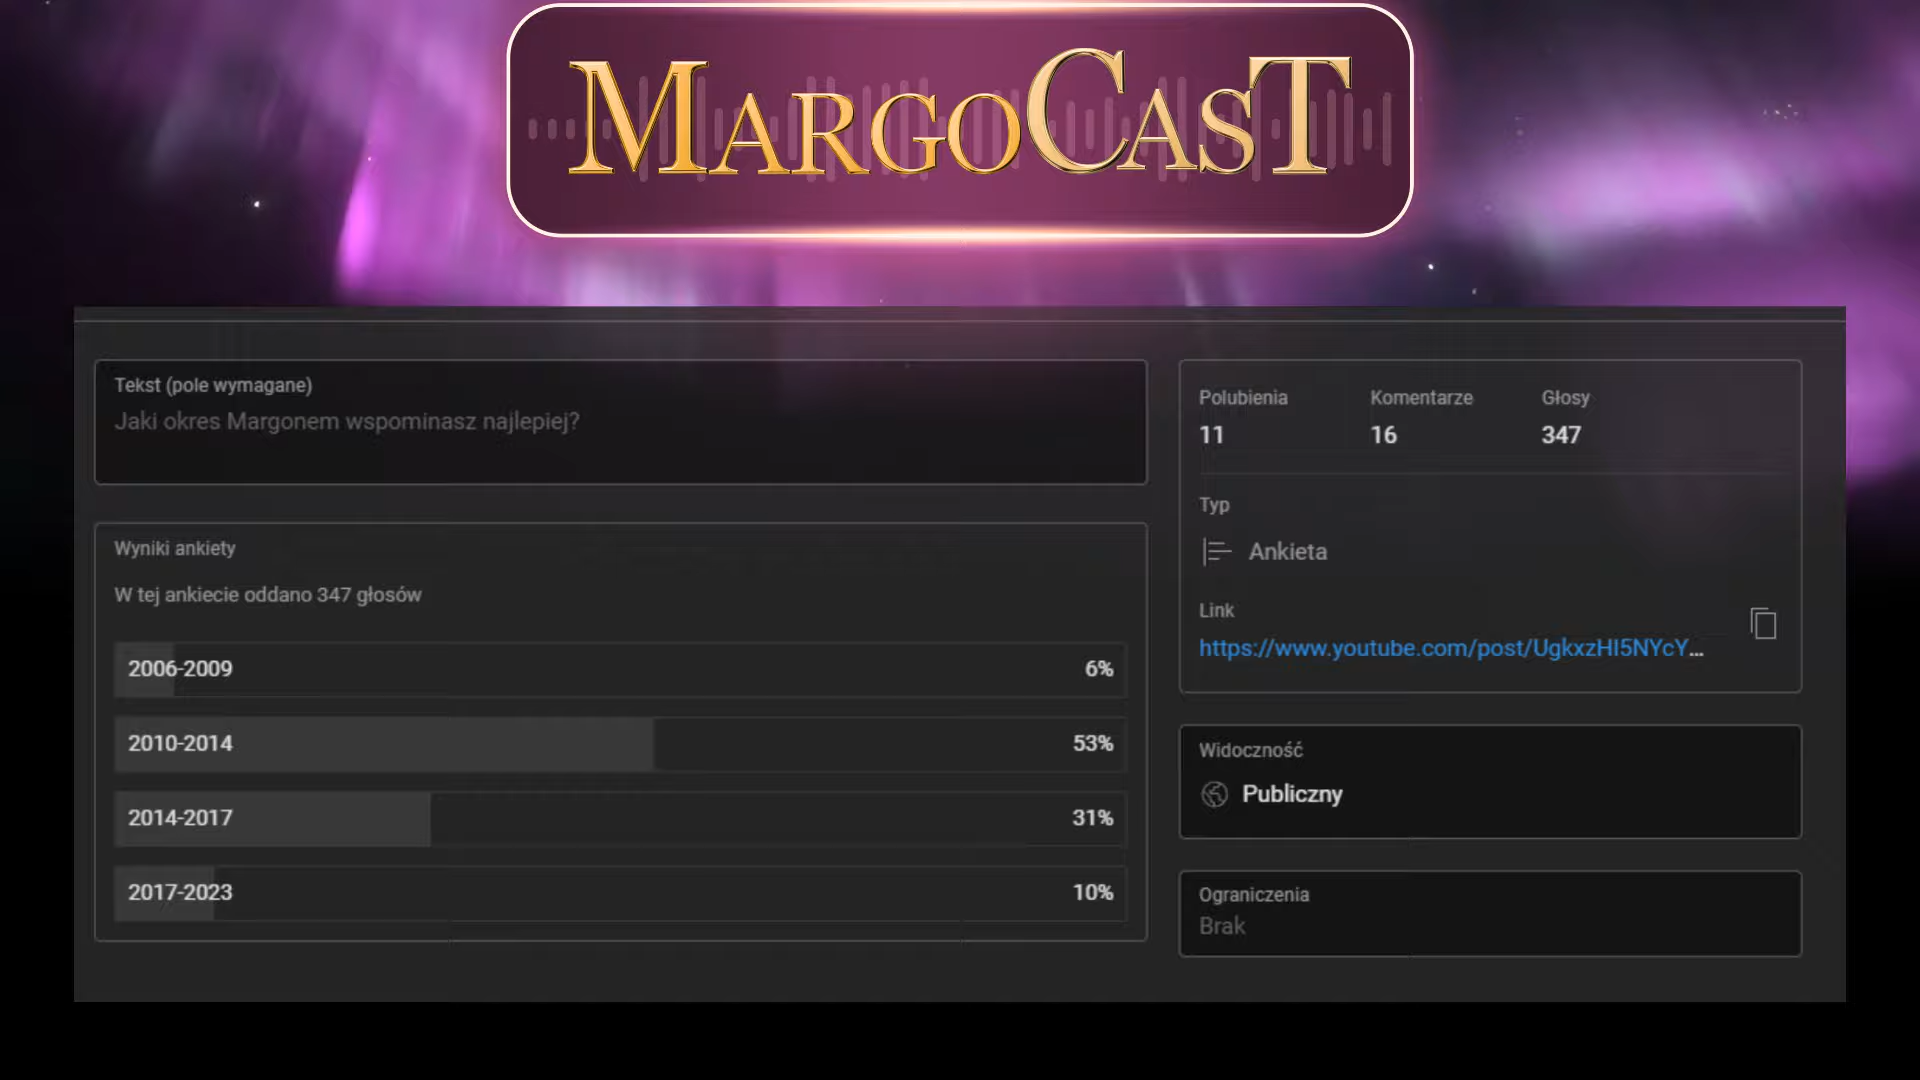 MARGOCAST
Tekst (pole wymagane)
Jaki okres Margonem wspominasz najlepiej?
Wyniki ankiety
W tej ankiecie oddano 347 głosów
2006-2009 6%
2010-2014 53%
2014-2017 31%
2017-2023 10%
Polubienia Komentarze Głosy
11 16 347
Typ
Ankieta
Link
https://www.youtube.com/post/UgkxzHI5NYcY...
Widoczność
Publiczny
Ograniczenia
Brak